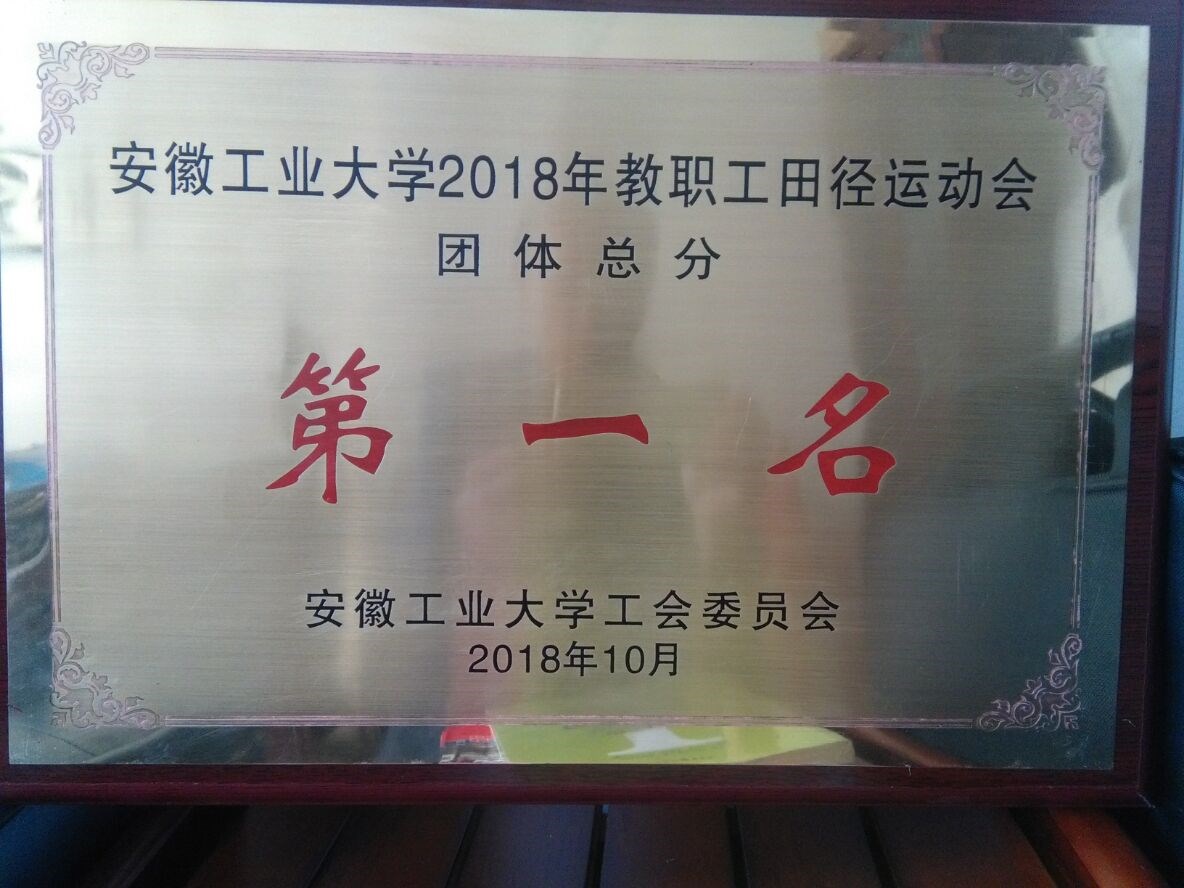 安徽工业大学2018年教职工田径运动会
团体总分
第一名
安徽工业大学工会委员会
2018年10月